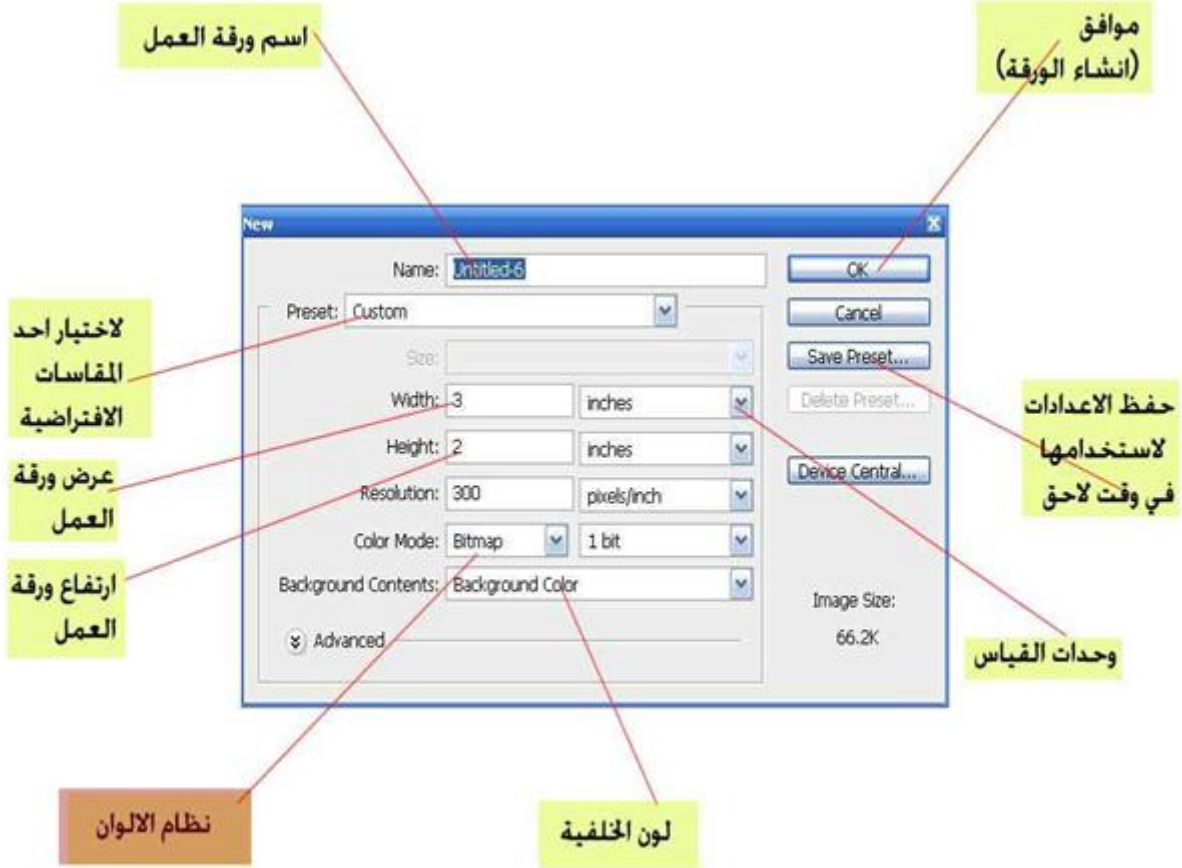 اسم ورقة العمل
موافق
(انشاء الورقة)
New
Name: Untitled-6
OK
Preset: Custom
Cancel
Size:
Save Preset...
Width: 3 inches
Delete Preset...
Height: 2 inches
Device Central...
Resolution: 300 pixels/inch
Color Mode: Bitmap 1 bit
Background Contents: Background Color
Image Size:
66.2K
Advanced
لاختيار احد
المقاسات
الافتراضية
عرض ورقة
العمل
ارتفاع ورقة
العمل
حفظ الاعدادات
لاستخدامها
في وقت لاحق
وحدات القياس
نظام الالوان
لون الخلفية